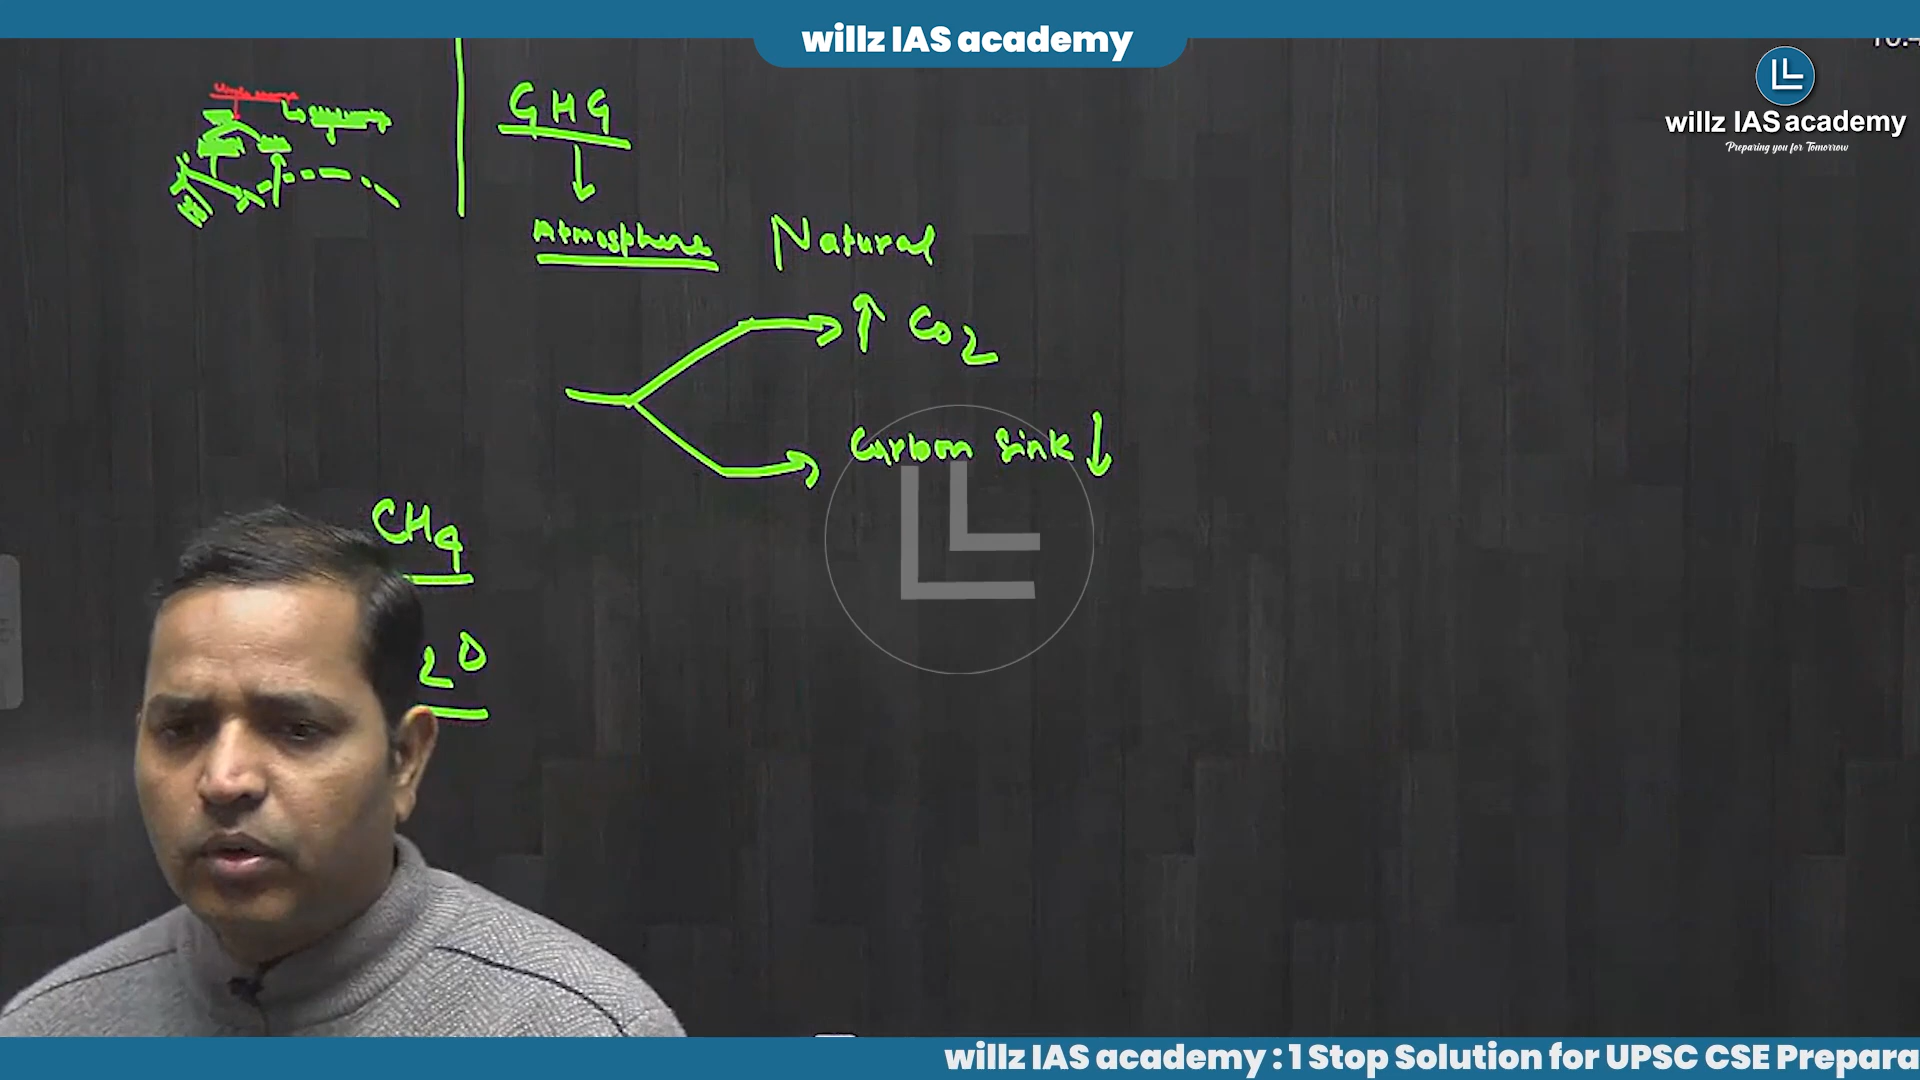 willz IAS academy
willz IAS academy
Preparing you for Tomorrow
GHG
Atmosphere Natural
↑ CO2
Carbon Sink ↓
CH4
2O
willz IAS academy : 1 Stop Solution for UPSC CSE Prepara